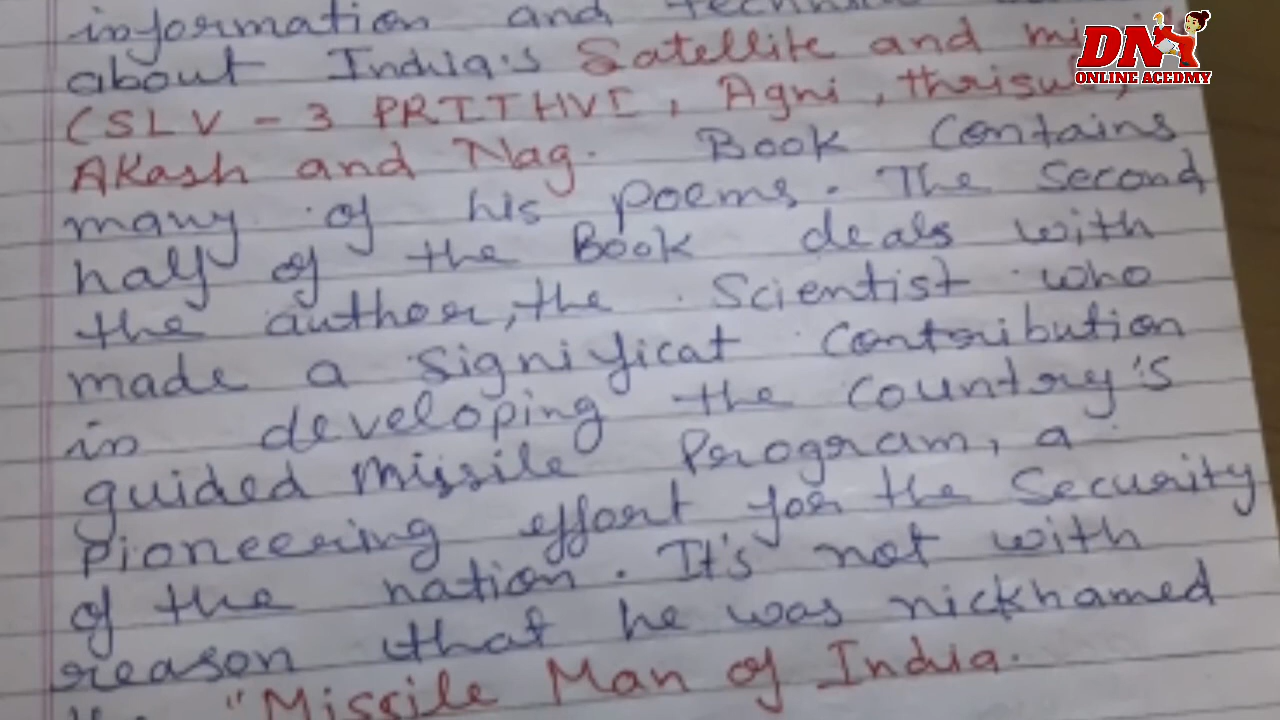 information and
about India's Satellite and
(SLV - 3 PRITHVI, Agni, thrisul,
AKash and Nag. Book Contains
many of his poems. The Second
half of the Book deals with
the author, the Scientist who
made a significat contribution
in developing the country's
guided missile Program, a
pioneering effort for the Security
of the nation. It's not with
reason that he was nickhamed
"Missile Man of India.
DNA
ONLINE ACEDMY